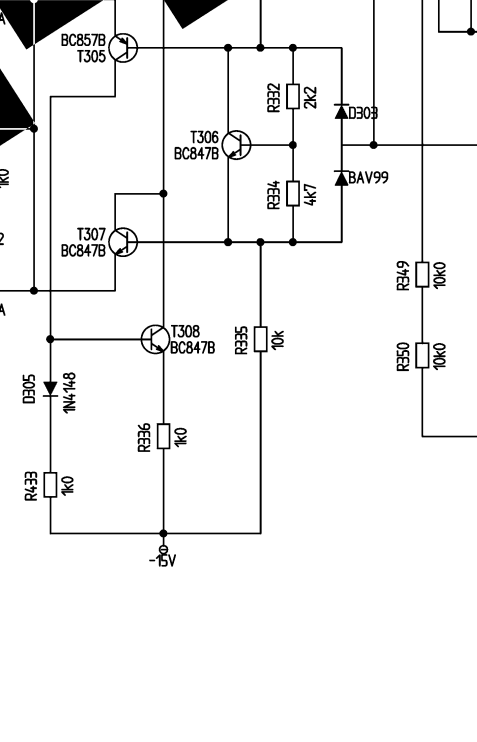 BC857B
T305
R332
2K2
D303
T306
BC847B
1k0
R334
4k7
BAV99
T307
BC847B
R349
10k0
T308
BC847B
R335
10k
R350
10k0
D305
1N4148
R336
1k0
R433
1k0
-15V